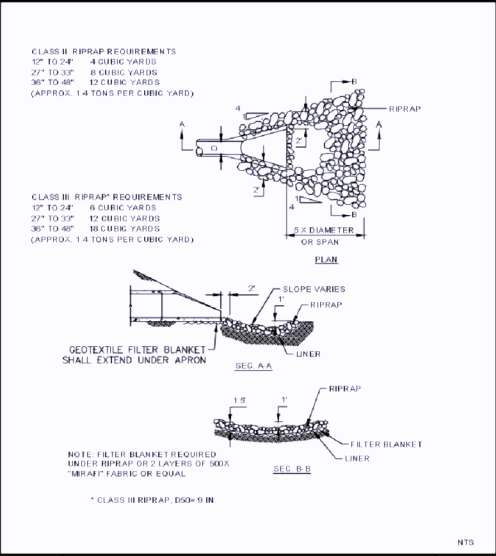 CLASS II RIPRAP REQUIREMENTS
12" TO 24" 4 CUBIC YARDS
27" TO 33" 8 CUBIC YARDS
36" TO 48" 12 CUBIC YARDS
(APPROX. 1.4 TONS PER CUBIC YARD)
B
4
1
RIPRAP
A
A
D
2'
2'
1
4
B
CLASS III RIPRAP* REQUIREMENTS
12" TO 24" 6 CUBIC YARDS
27" TO 33" 12 CUBIC YARDS
36" TO 48" 18 CUBIC YARDS
(APPROX. 1.4 TONS PER CUBIC YARD)
5 X DIAMETER
OR SPAN
PLAN
2"
SLOPE VARIES
1'
RIPRAP
GEOTEXTILE FILTER BLANKET
SHALL EXTEND UNDER APRON
LINER
SEC. A-A
RIPRAP
1.5'
1'
FILTER BLANKET
LINER
NOTE: FILTER BLANKET REQUIRED
UNDER RIPRAP OR 2 LAYERS OF 500X
"MIRAFI" FABRIC OR EQUAL
SEC. B-B
* CLASS III RIPRAP, D50= 9 IN.
NTS